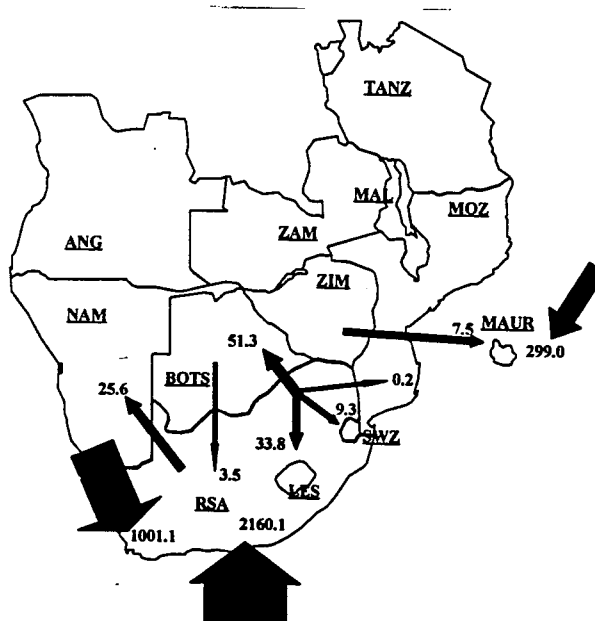 TANZ
MAL
MOZ
ZAM
ANG
ZIM
NAM
MAUR
7.5
51.3
299.0
BOTS
0.2
25.6
9.3
SWZ
33.8
3.5
LES
RSA
2160.1
1001.1